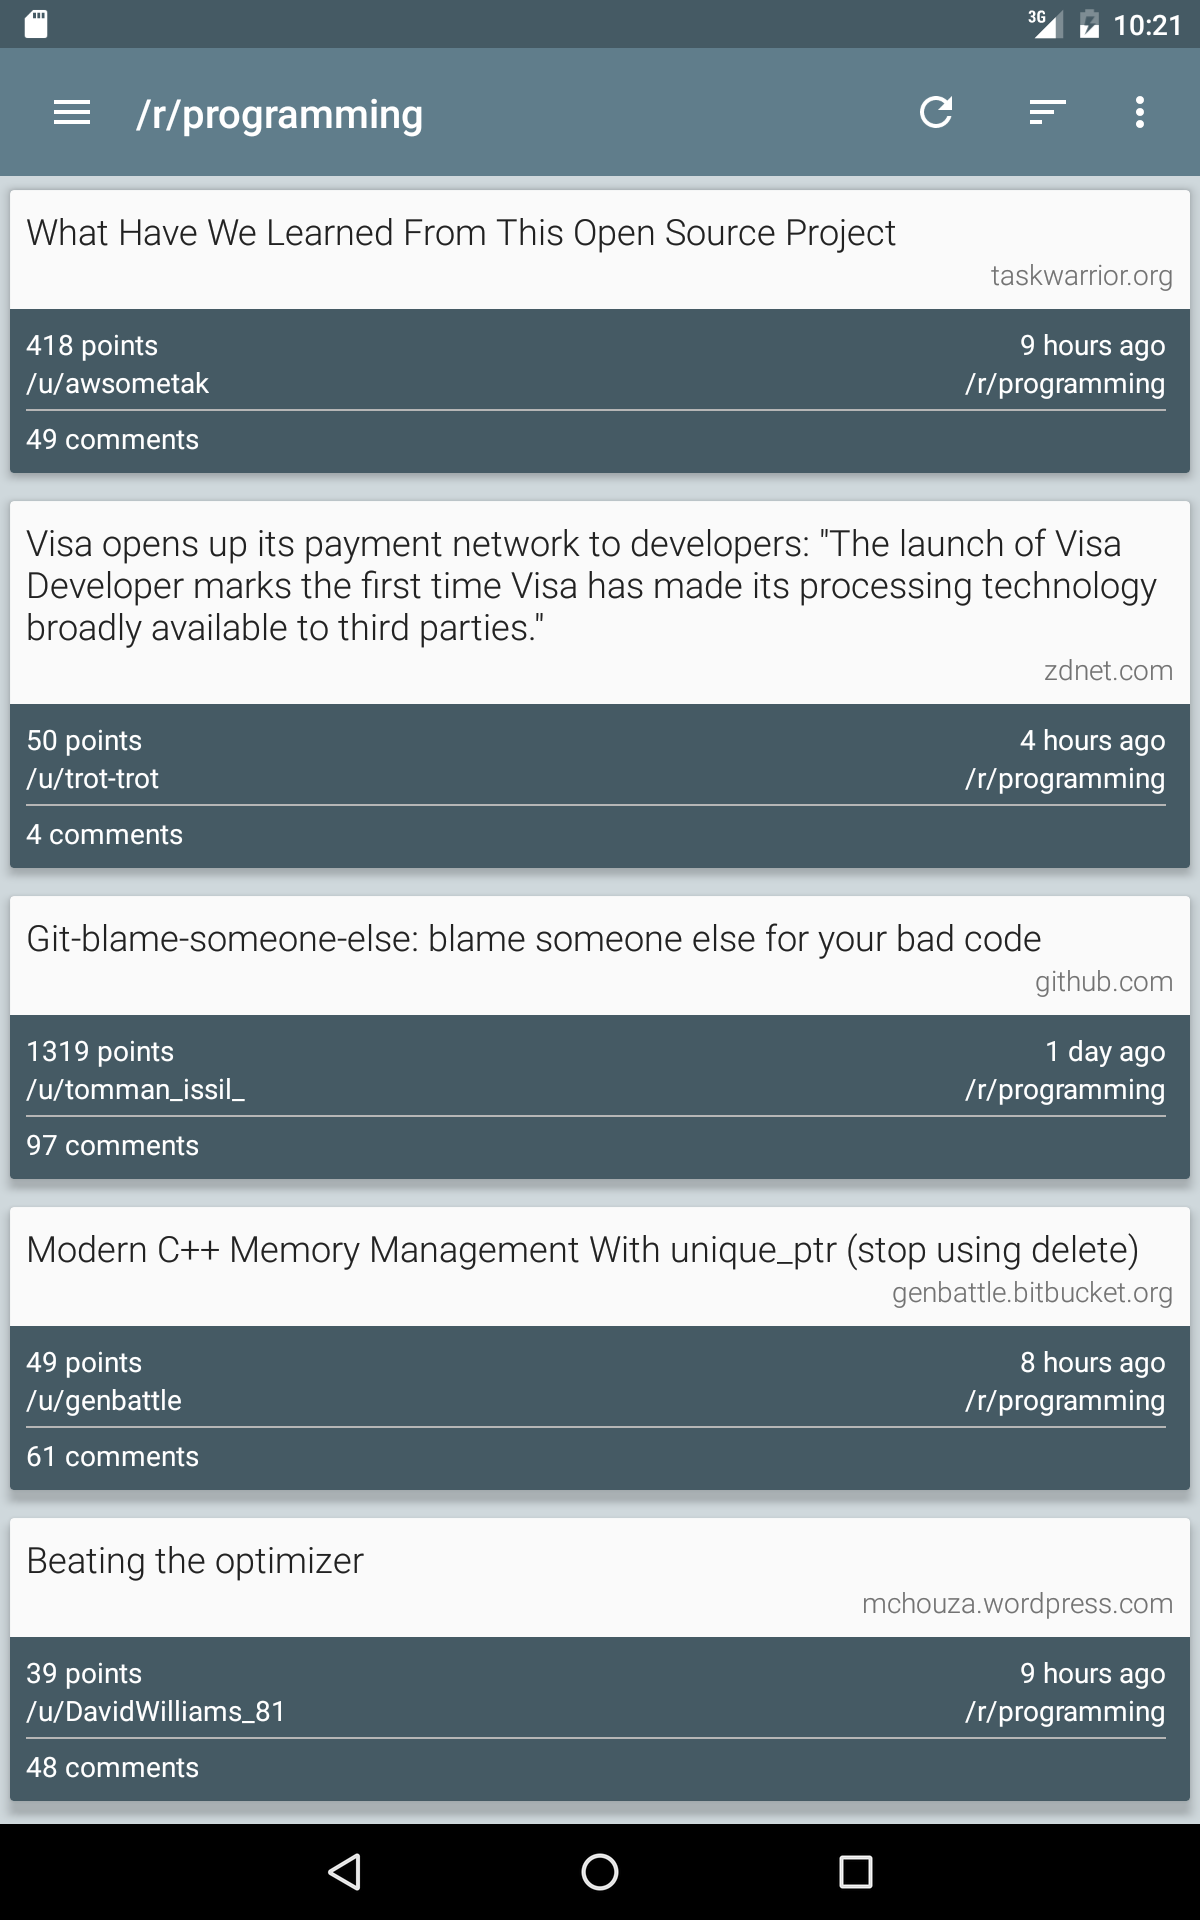 3G 10:21
/r/programming
What Have We Learned From This Open Source Project
taskwarrior.org
418 points 9 hours ago
/u/awsometak /r/programming
49 comments
Visa opens up its payment network to developers: "The launch of Visa
Developer marks the first time Visa has made its processing technology
broadly available to third parties."
zdnet.com
50 points 4 hours ago
/u/trot-trot /r/programming
4 comments
Git-blame-someone-else: blame someone else for your bad code
github.com
1319 points 1 day ago
/u/tomman_issil_ /r/programming
97 comments
Modern C++ Memory Management With unique_ptr (stop using delete)
genbattle.bitbucket.org
49 points 8 hours ago
/u/genbattle /r/programming
61 comments
Beating the optimizer
mchouza.wordpress.com
39 points 9 hours ago
/u/DavidWilliams_81 /r/programming
48 comments